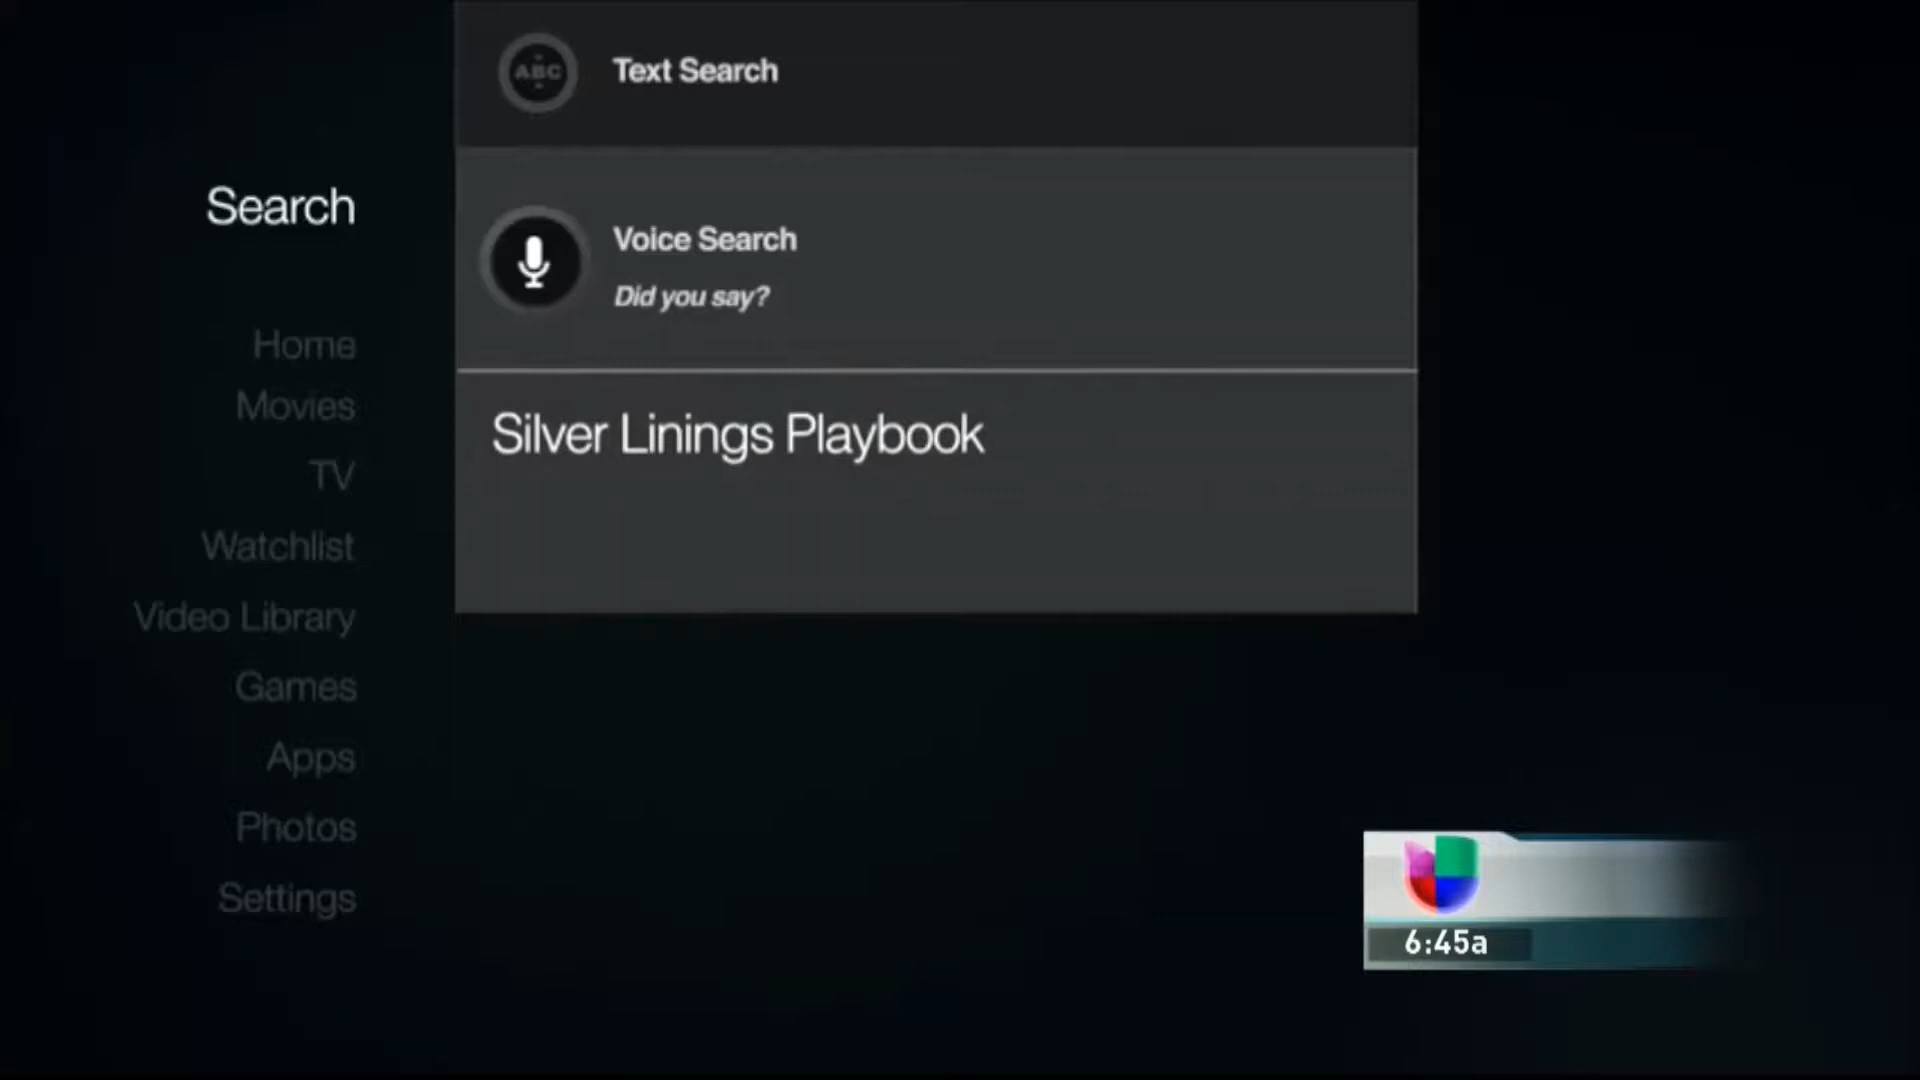 ABC
Text Search
Search
Voice Search
Did you say?
Home
Movies
Silver Linings Playbook
TV
Watchlist
Video Library
Games
Apps
Photos
Settings
6:45a